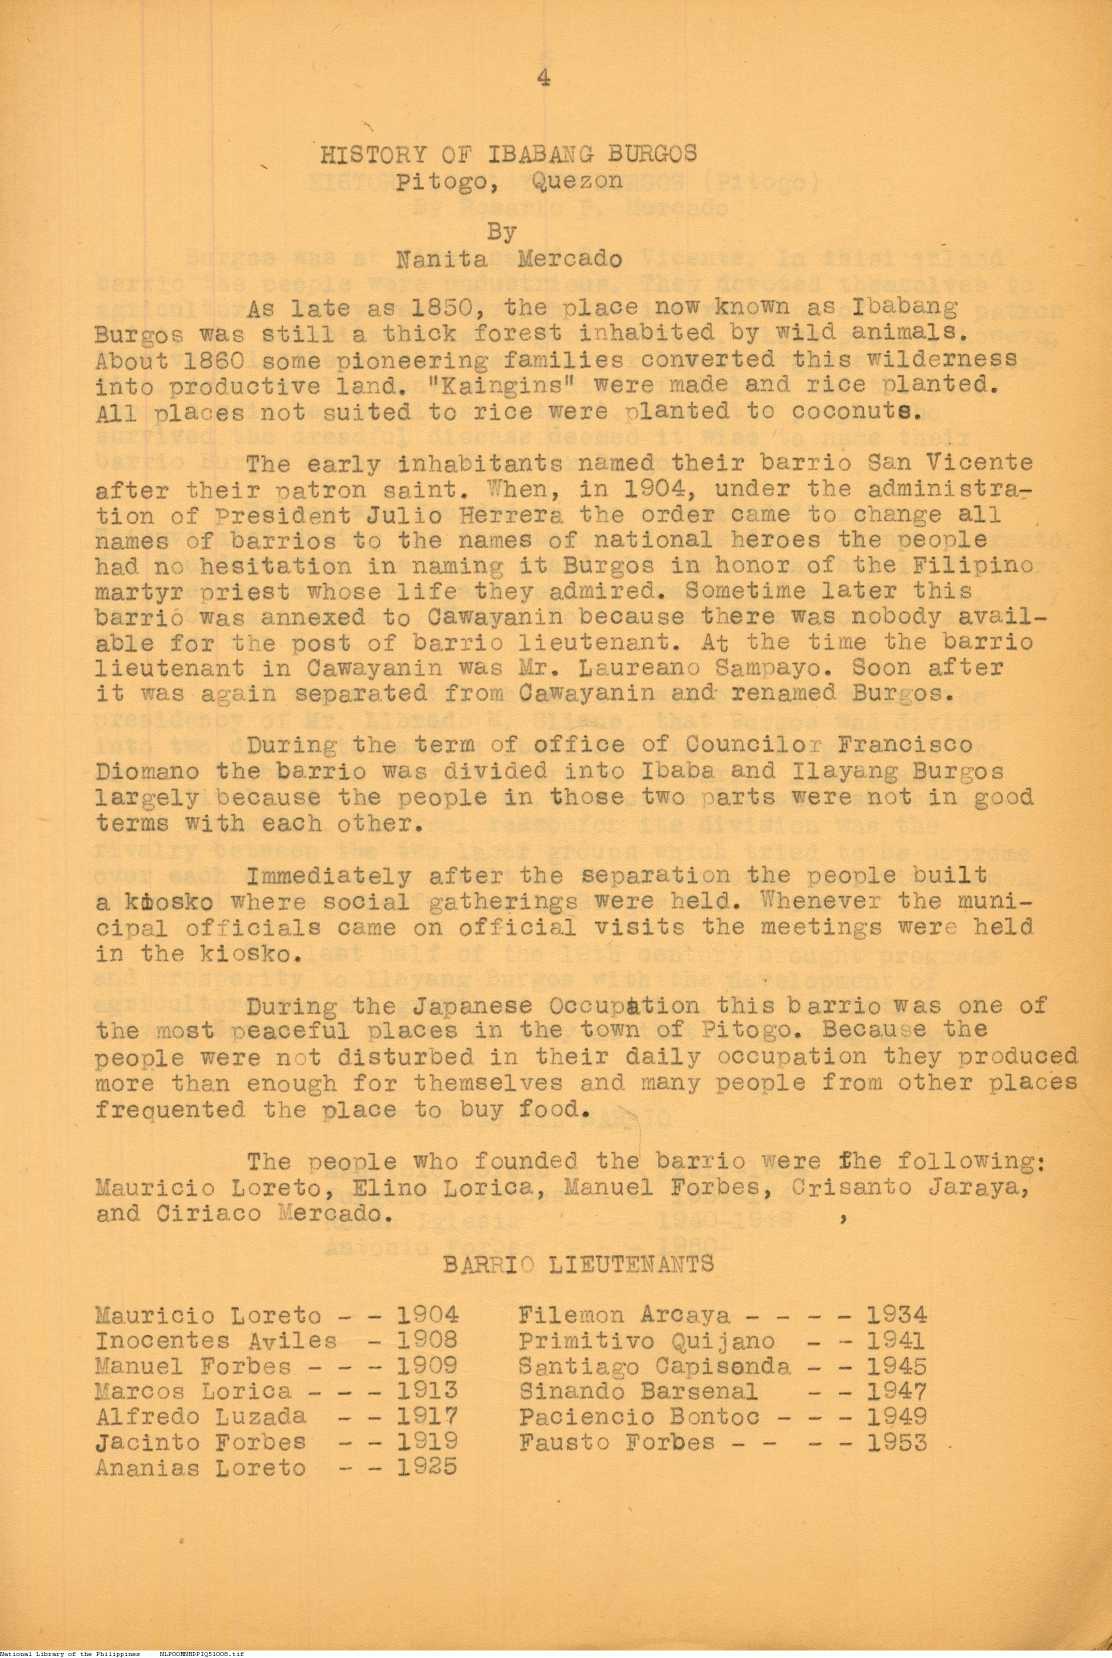 4
HISTORY OF IBABANG BURGOS
Pitogo, Quezon
By
Nanita Mercado
As late as 1850, the place now known as Ibabang
Burgos was still a thick forest inhabited by wild animals.
About 1860 some pioneering families converted this wilderness
into productive land. "Kaingins" were made and rice planted.
All places not suited to rice were planted to coconuts.
The early inhabitants named their barrio San Vicente
after their patron saint. When, in 1904, under the administra-
tion of President Julio Herrera the order came to change all
names of barrios to the names of national heroes the people
had no hesitation in naming it Burgos in honor of the Filipino
martyr priest whose life they admired. Sometime later this
barrio was annexed to Cawayanin because there was nobody avail-
able for the post of barrio lieutenant. At the time the barrio
lieutenant in Cawayanin was Mr. Laureano Sampayo. Soon after
it was again separated from Cawayanin and renamed Burgos.
During the term of office of Councilor Francisco
Diomano the barrio was divided into Ibaba and Ilayang Burgos
largely because the people in those two parts were not in good
terms with each other.
Immediately after the separation the people built
a kiosko where social gatherings were held. Whenever the muni-
cipal officials came on official visits the meetings were held
in the kiosko.
During the Japanese Occupation this barrio was one of
the most peaceful places in the town of Pitogo. Because the
people were not disturbed in their daily occupation they produced
more than enough for themselves and many people from other places
frequented the place to buy food.
The people who founded the barrio were the following:
Mauricio Loreto, Elino Lorica, Manuel Forbes, Crisanto Jaraya,
and Ciriaco Mercado.
BARRIO LIEUTENANTS
Mauricio Loreto - - 1904 Filemon Arcaya - - - - 1934
Inocentes Aviles - 1908 Primitivo Quijano - - 1941
Manuel Forbes - - - 1909 Santiago Capisonda - - 1945
Marcos Lorica - - - 1913 Sinando Barsenal - - 1947
Alfredo Luzada - - 1917 Paciencio Bontoc - - - 1949
Jacinto Forbes - - 1919 Fausto Forbes - - - - 1953
Ananias Loreto - - 1925
National Library of the Philippines